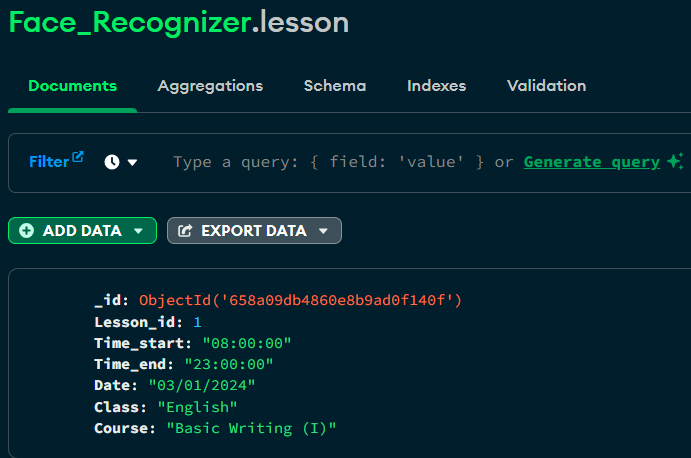 Face_Recognizer.lesson
Documents Aggregations Schema Indexes Validation
Filter Type a query: { field: 'value' } or Generate query
ADD DATA EXPORT DATA
_id: ObjectId('658a09db4860e8b9ad0f140f')
Lesson_id: 1
Time_start: "08:00:00"
Time_end: "23:00:00"
Date: "03/01/2024"
Class: "English"
Course: "Basic Writing (I)"